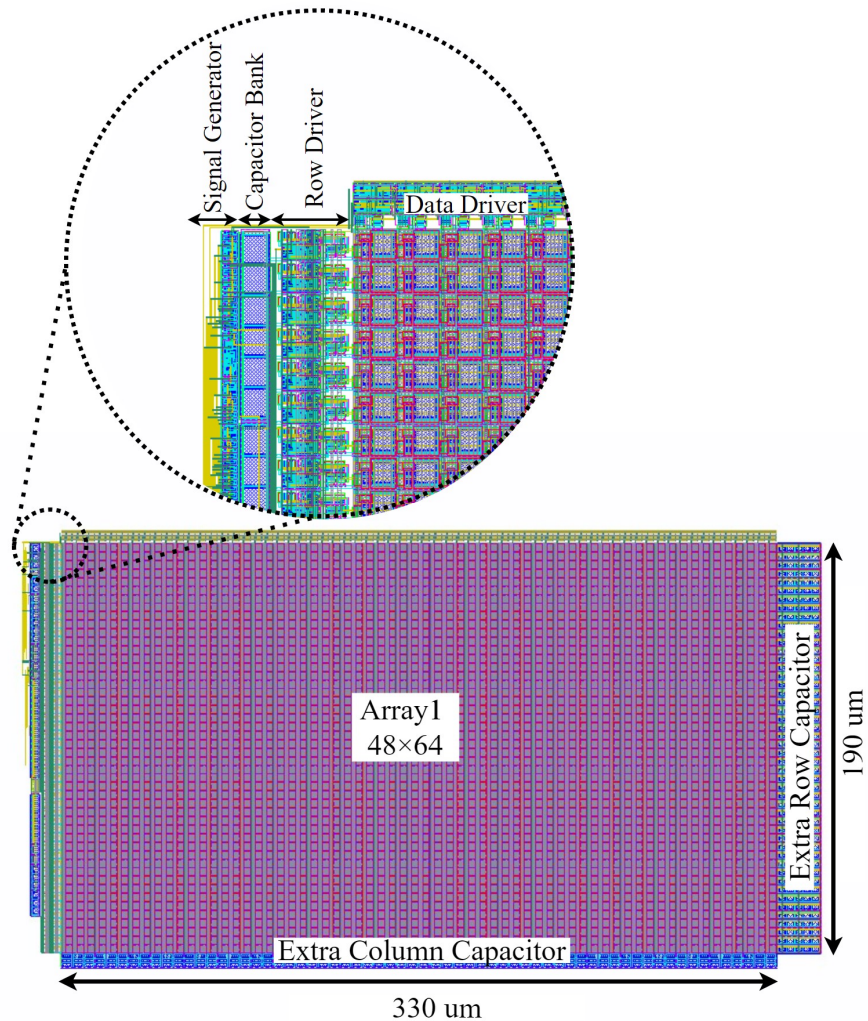 Signal Generator
Capacitor Bank
Row Driver
Data Driver
Array1
48×64
Extra Row Capacitor
190 um
Extra Column Capacitor
330 um